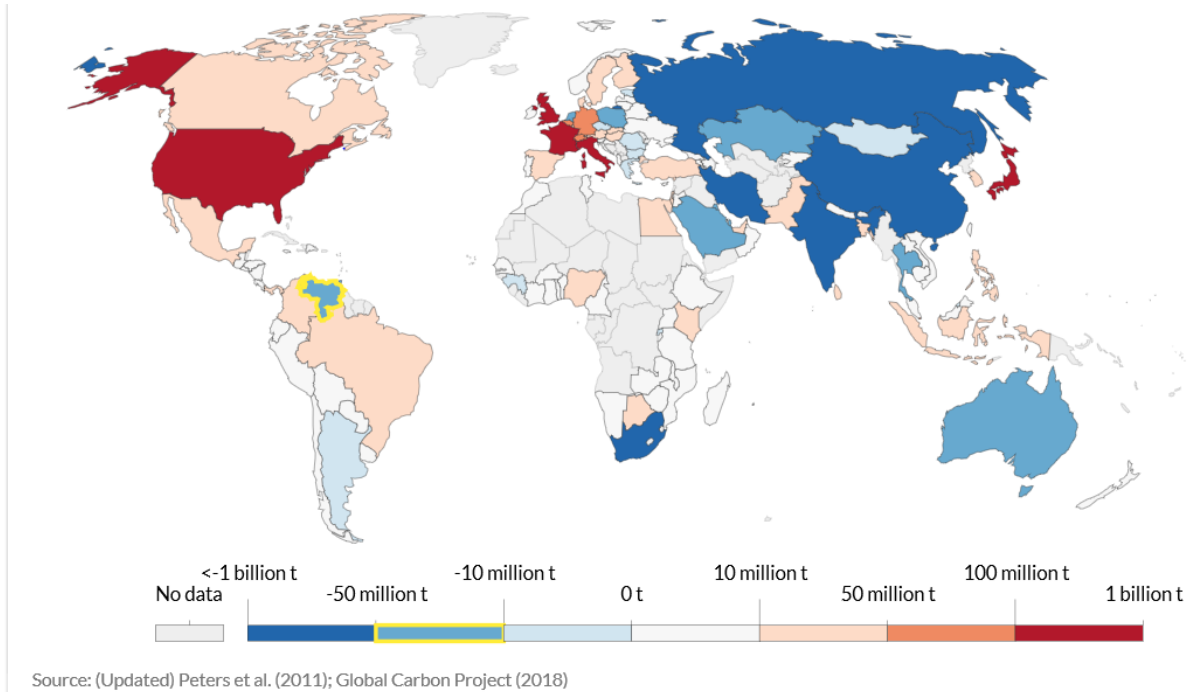 <-1 billion t -10 million t 10 million t 100 million t
No data -50 million t 0 t 50 million t 1 billion t
Source: (Updated) Peters et al. (2011); Global Carbon Project (2018)